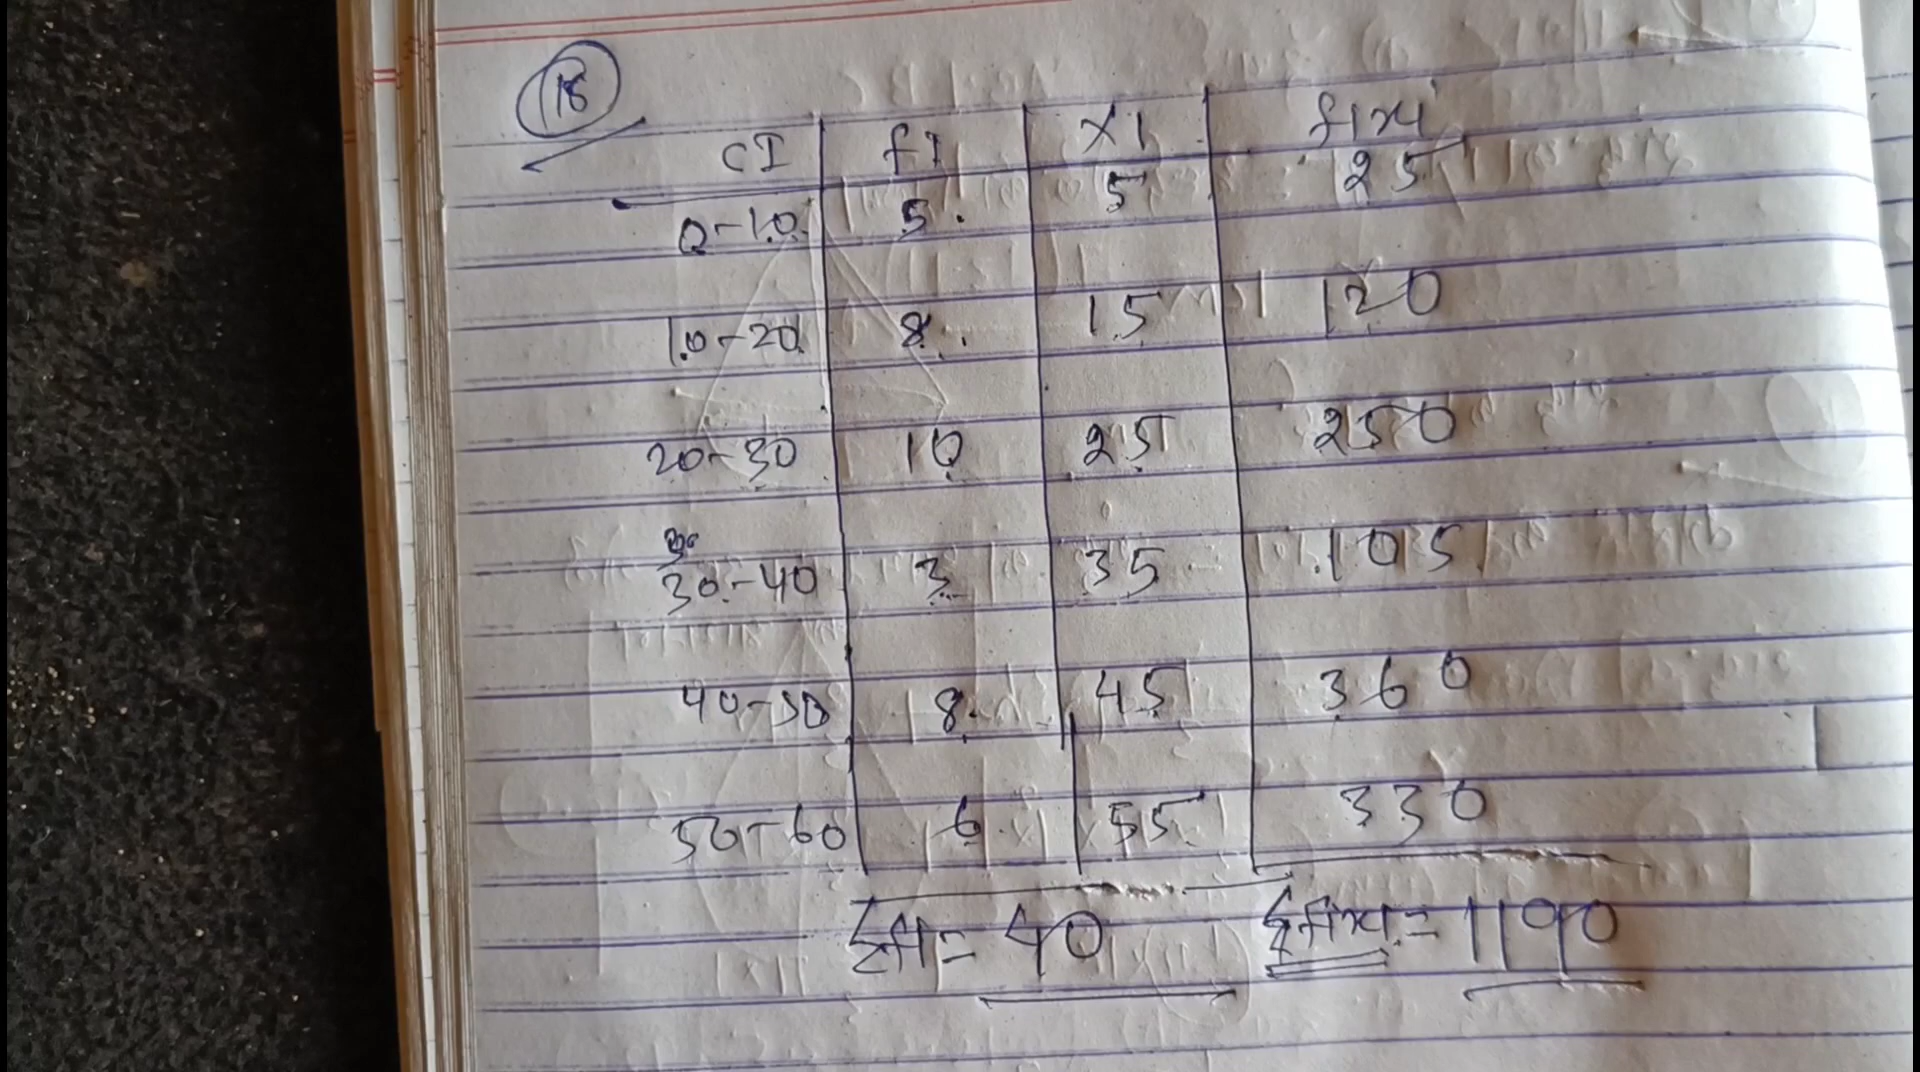 18
CI fI XI fixi
0-10 5 5 25
10-20 8 15 120
20-30 10 25 250
30-40 3 35 105
40-50 8 45 360
50-60 6 55 330
Σfi = 40 Σfixi = 1190